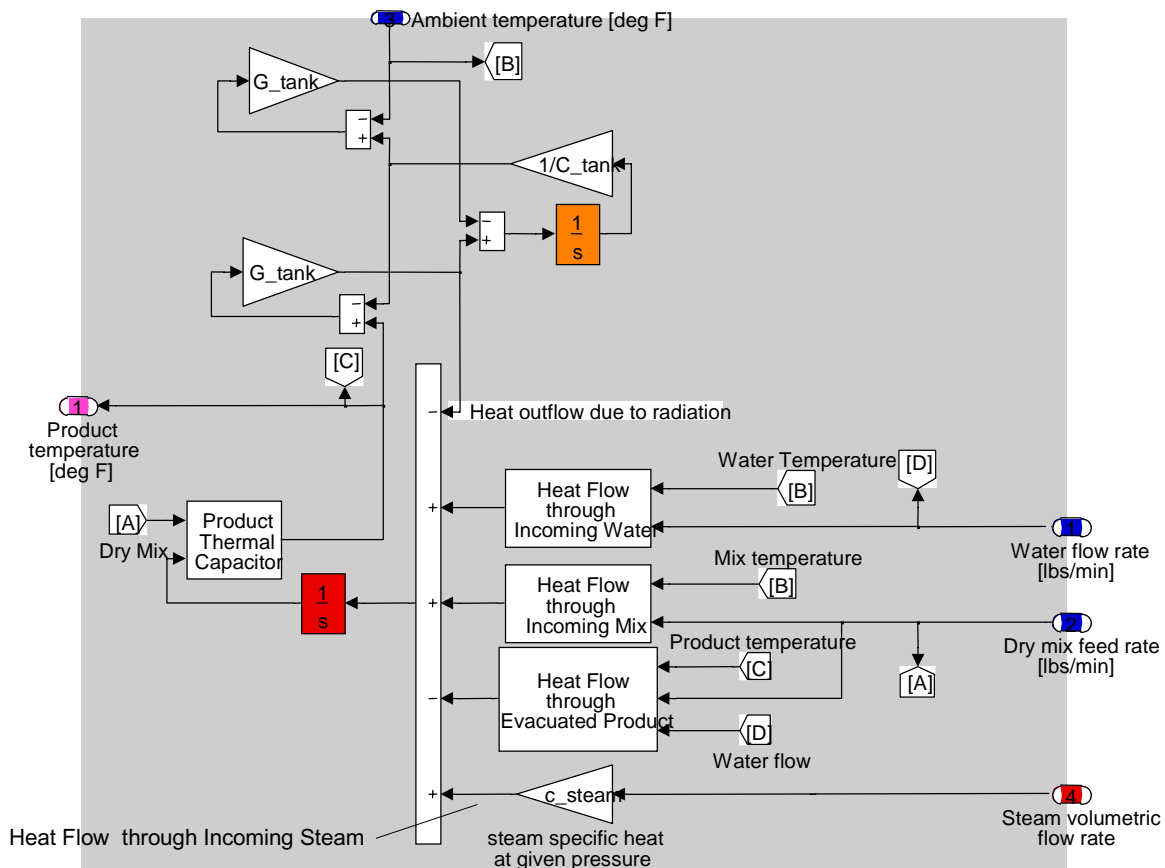 3
Ambient temperature [deg F]
[B]
G_tank
−
+
1/C_tank
−
+
1
s
G_tank
−
+
[C]
1
Product
temperature
[deg F]
−
Heat outflow due to radiation
Water Temperature
[D]
[B]
Heat Flow
through
Incoming Water
+
1
Water flow rate
[lbs/min]
[A]
Dry Mix
Product
Thermal
Capacitor
Mix temperature
[B]
1
s
+
Heat Flow
through
Incoming Mix
2
Dry mix feed rate
[lbs/min]
[A]
Product temperature
[C]
−
Heat Flow
through
Evacuated Product
[D]
Water flow
+
c_steam
4
Steam volumetric
flow rate
Heat Flow  through Incoming Steam
steam specific heat
at given pressure